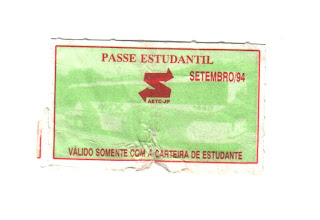 PASSE ESTUDANTIL
SETEMBRO/94
AETC-JP
VÁLIDO SOMENTE COM A CARTEIRA DE ESTUDANTE